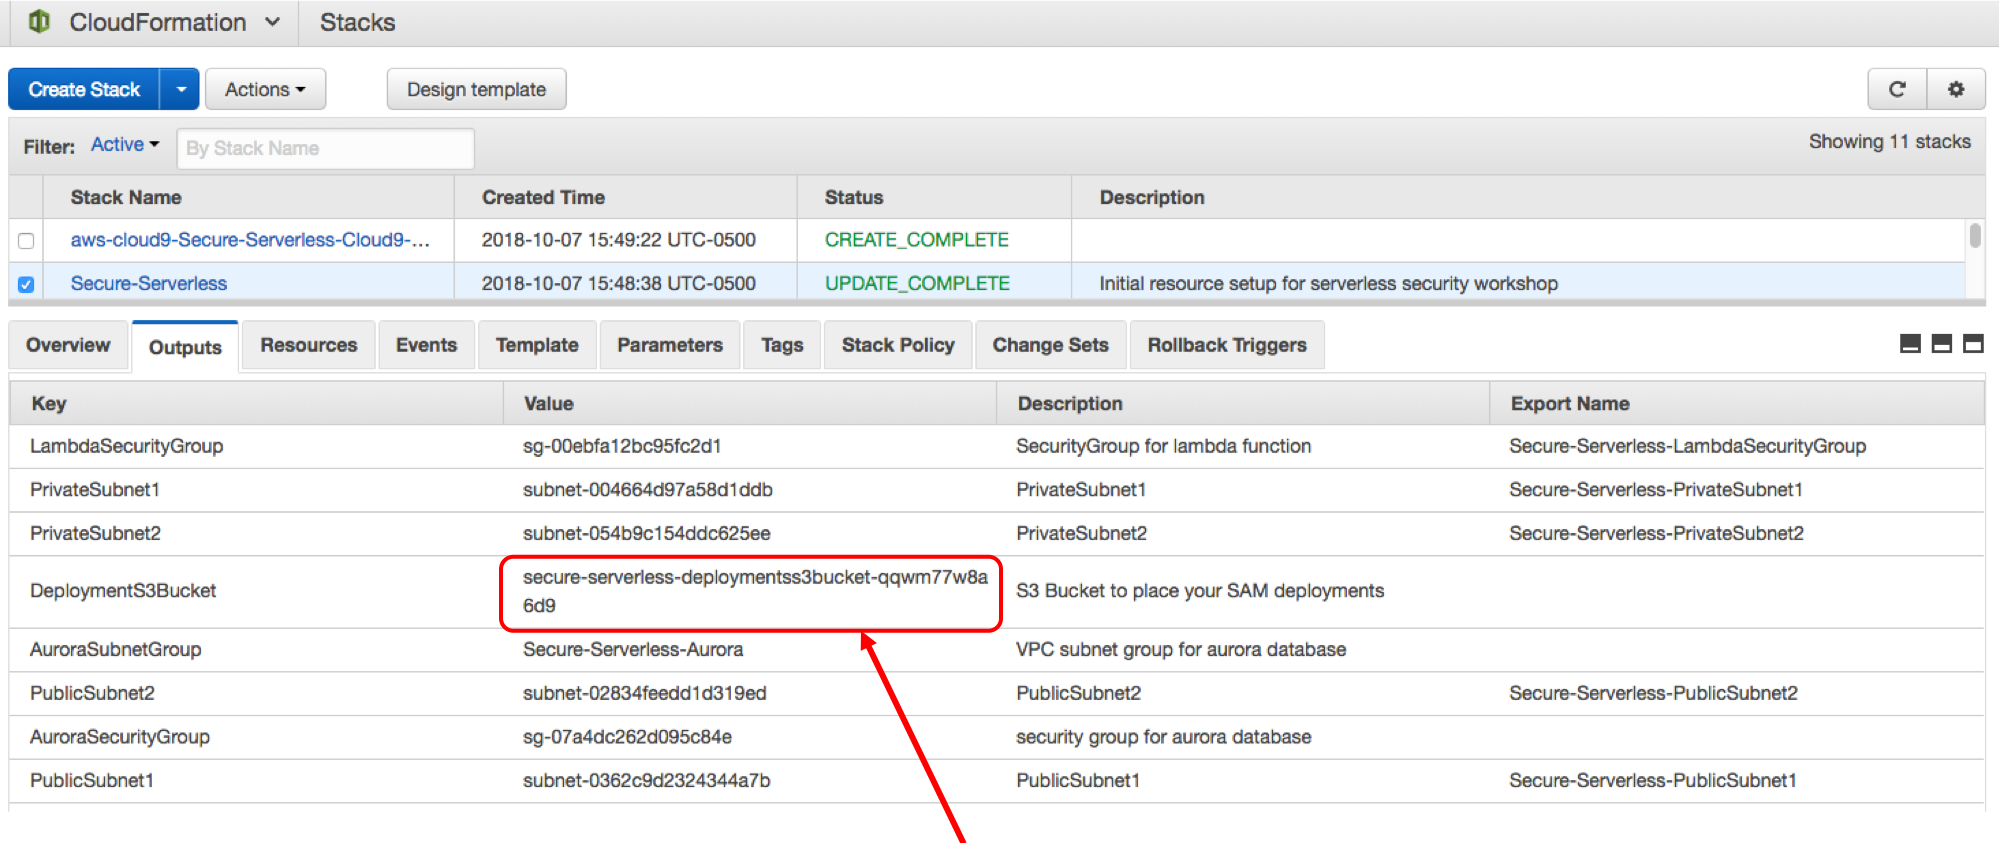 CloudFormation Stacks
Create Stack Actions Design template
Filter: Active By Stack Name Showing 11 stacks
Stack Name Created Time Status Description
aws-cloud9-Secure-Serverless-Cloud9-... 2018-10-07 15:49:22 UTC-0500 CREATE_COMPLETE
Secure-Serverless 2018-10-07 15:48:38 UTC-0500 UPDATE_COMPLETE Initial resource setup for serverless security workshop
Overview Outputs Resources Events Template Parameters Tags Stack Policy Change Sets Rollback Triggers
Key Value Description Export Name
LambdaSecurityGroup sg-00ebfa12bc95fc2d1 SecurityGroup for lambda function Secure-Serverless-LambdaSecurityGroup
PrivateSubnet1 subnet-004664d97a58d1ddb PrivateSubnet1 Secure-Serverless-PrivateSubnet1
PrivateSubnet2 subnet-054b9c154ddc625ee PrivateSubnet2 Secure-Serverless-PrivateSubnet2
DeploymentS3Bucket secure-serverless-deploymentss3bucket-qqwm77w8a
6d9 S3 Bucket to place your SAM deployments
AuroraSubnetGroup Secure-Serverless-Aurora VPC subnet group for aurora database
PublicSubnet2 subnet-02834feedd1d319ed PublicSubnet2 Secure-Serverless-PublicSubnet2
AuroraSecurityGroup sg-07a4dc262d095c84e security group for aurora database
PublicSubnet1 subnet-0362c9d2324344a7b PublicSubnet1 Secure-Serverless-PublicSubnet1